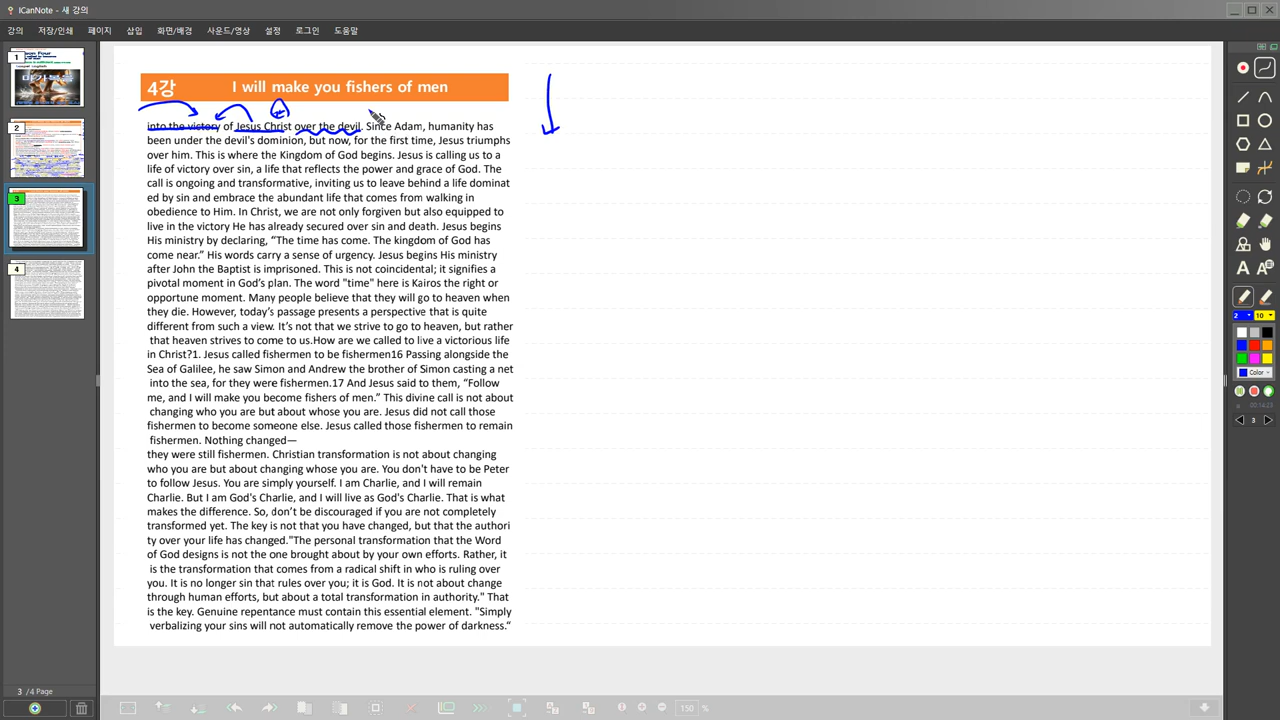 ICanNote - 새 강의
강의 저장/인쇄 페이지 삽입 화면/배경 사운드/영상 설정 로그인 도움말
1
2
3
4
3 / 4 Page
4강 I will make you fishers of men
into the victory of Jesus Christ over the devil. Since Adam, humanity has
been under the devil's dominion, but now, for the first time, Jesus triumphs
over him. This is where the Kingdom of God begins. Jesus is calling us to a
life of victory over sin, a life that reflects the power and grace of God. The
call is ongoing and transformative, inviting us to leave behind a life dominat
ed by sin and embrace the abundant life that comes from walking in
obedience to Him. In Christ, we are not only forgiven but also equipped to
live in the victory He has already secured over sin and death. Jesus begins
His ministry by declaring, “The time has come. The kingdom of God has
come near.” His words carry a sense of urgency. Jesus begins His ministry
after John the Baptist is imprisoned. This is not coincidental; it signifies a
pivotal moment in God’s plan. The word "time" here is Kairos the right or
opportune moment. Many people believe that they will go to heaven when
they die. However, today’s passage presents a perspective that is quite
different from such a view. It’s not that we strive to go to heaven, but rather
that heaven strives to come to us.How are we called to live a victorious life
in Christ?1. Jesus called fishermen to be fishermen16 Passing alongside the
Sea of Galilee, he saw Simon and Andrew the brother of Simon casting a net
into the sea, for they were fishermen.17 And Jesus said to them, “Follow
me, and I will make you become fishers of men.” This divine call is not about
changing who you are but about whose you are. Jesus did not call those
fishermen to become someone else. Jesus called those fishermen to remain
fishermen. Nothing changed—
they were still fishermen. Christian transformation is not about changing
who you are but about changing whose you are. You don't have to be Peter
to follow Jesus. You are simply yourself. I am Charlie, and I will remain
Charlie. But I am God's Charlie, and I will live as God's Charlie. That is what
makes the difference. So, don’t be discouraged if you are not completely
transformed yet. The key is not that you have changed, but that the authori
ty over your life has changed."The personal transformation that the Word
of God designs is not the one brought about by your own efforts. Rather, it
is the transformation that comes from a radical shift in who is ruling over
you. It is no longer sin that rules over you; it is God. It is not about change
through human efforts, but about a total transformation in authority." That
is the key. Genuine repentance must contain this essential element. "Simply
verbalizing your sins will not automatically remove the power of darkness.“
2 10
Color
3
150 %